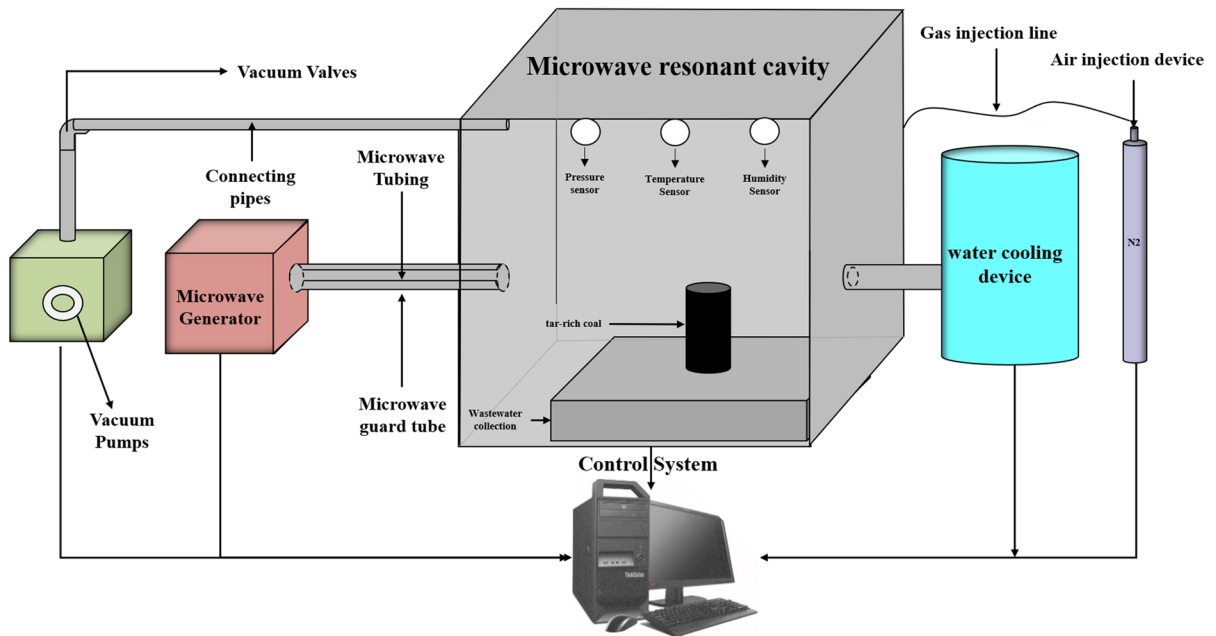 Gas injection line
Air injection device
Microwave resonant cavity
Vacuum Valves
Connecting
pipes
Microwave
Tubing
Pressure
sensor
Temperature
Sensor
Humidity
Sensor
N2
water cooling
device
Microwave
Generator
tar-rich coal
Microwave
guard tube
Wastewater
collection
Vacuum
Pumps
Control System